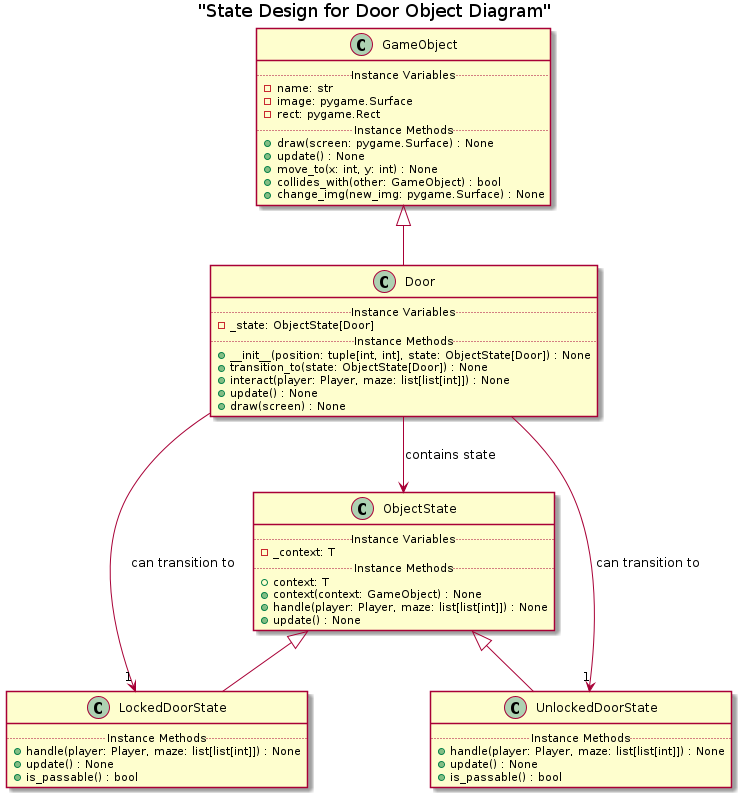 "State Design for Door Object Diagram"
C GameObject
Instance Variables
name: str
image: pygame.Surface
rect: pygame.Rect
Instance Methods
draw(screen: pygame.Surface) : None
update() : None
move_to(x: int, y: int) : None
collides_with(other: GameObject) : bool
change_img(new_img: pygame.Surface) : None
C Door
Instance Variables
_state: ObjectState[Door]
Instance Methods
__init__(position: tuple[int, int], state: ObjectState[Door]) : None
transition_to(state: ObjectState[Door]) : None
interact(player: Player, maze: list[list[int]]) : None
update() : None
draw(screen) : None
contains state
C ObjectState
Instance Variables
_context: T
Instance Methods
context: T
context(context: GameObject) : None
handle(player: Player, maze: list[list[int]]) : None
update() : None
can transition to
can transition to
1
1
C LockedDoorState
Instance Methods
handle(player: Player, maze: list[list[int]]) : None
update() : None
is_passable() : bool
C UnlockedDoorState
Instance Methods
handle(player: Player, maze: list[list[int]]) : None
update() : None
is_passable() : bool